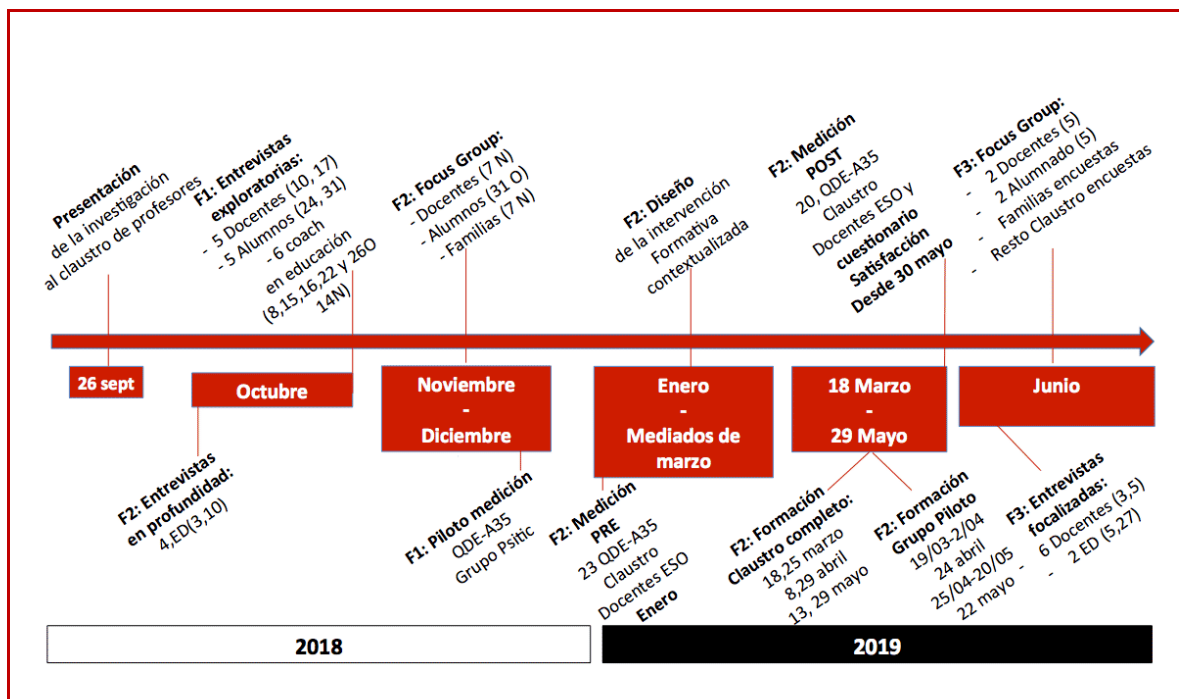 Presentación
de la investigación
al claustro de profesores
F1: Entrevistas
exploratorias:
- 5 Docentes (10, 17)
- 5 Alumnos (24, 31)
- 6 coach
en educación
(8,15,16,22 y 26O
14N)
F2: Focus Group:
- Docentes (7 N)
- Alumnos (31 O)
- Familias (7 N)
F2: Diseño
de la intervención
Formativa
contextualizada
F2: Medición
POST
20, QDE-A35
Claustro
Docentes ESO y
cuestionario
Satisfacción
Desde 30 mayo
F3: Focus Group:
- 2 Docentes (5)
- 2 Alumnado (5)
- Familias encuestas
- Resto Claustro encuestas
26 sept
Octubre
Noviembre
-
Diciembre
Enero
-
Mediados de
marzo
18 Marzo
-
29 Mayo
Junio
F2: Entrevistas
en profundidad:
4,ED(3,10)
F1: Piloto medición
QDE-A35
Grupo Psitic
F2: Medición
PRE
23 QDE-A35
Claustro
Docentes ESO
Enero
F2: Formación
Claustro completo:
18,25 marzo
8,29 abril
13, 29 mayo
F2: Formación
Grupo Piloto
19/03-2/04
24 abril
25/04-20/05
22 mayo
F3: Entrevistas
focalizadas:
- 6 Docentes (3,5)
- 2 ED (5,27)
2018
2019